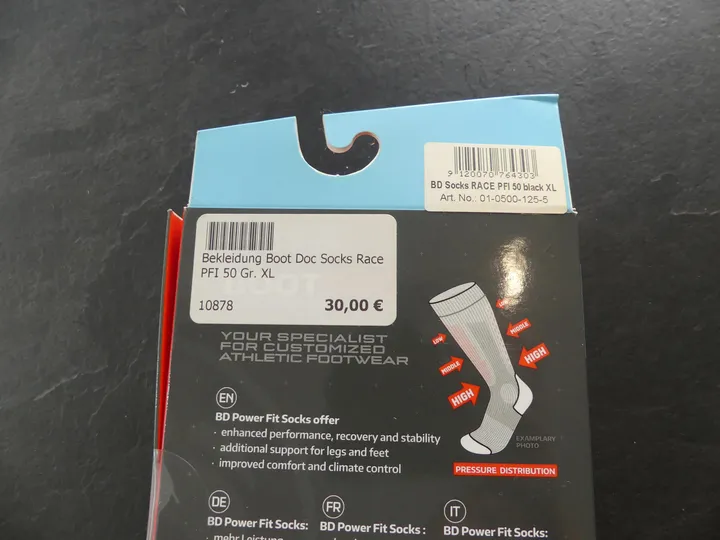 9 120070 764303
BD Socks RACE PFI 50 black XL
Art. No.. 01-0500-125-5
Bekleidung Boot Doc Socks Race
PFI 50 Gr. XL
10878 30,00 €
YOUR SPECIALIST
FOR CUSTOMIZED
ATHLETIC FOOTWEAR
LOW
MIDDLE
HIGH
LOW
MIDDLE
HIGH
EXAMPLARY
PHOTO
PRESSURE DISTRIBUTION
EN
BD Power Fit Socks offer
· enhanced performance, recovery and stability
· additional support for legs and feet
· improved comfort and climate control
DE
BD Power Fit Socks:
mehr Leistung
FR
BD Power Fit Socks :
IT
BD Power Fit Socks: